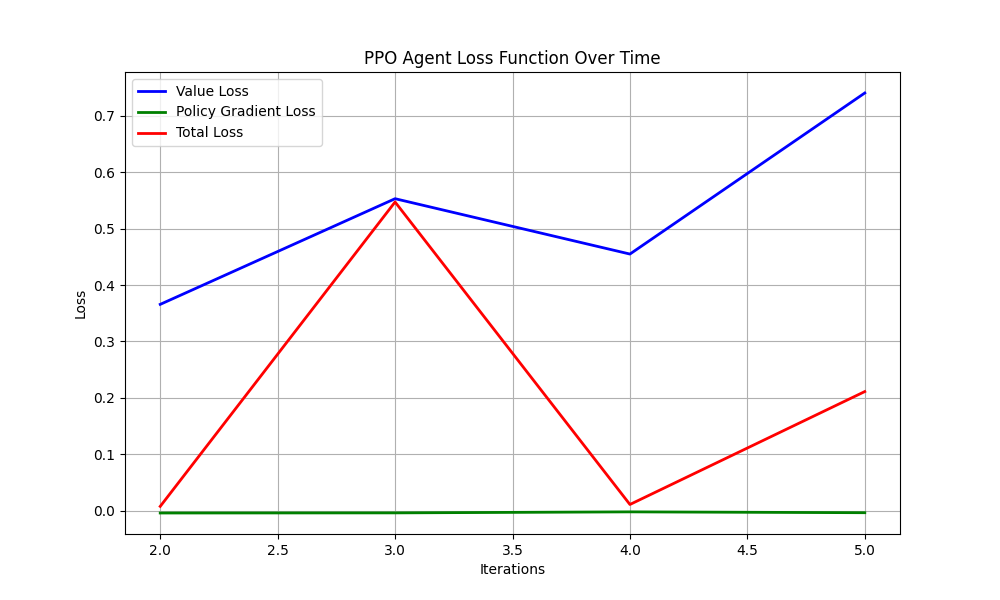 PPO Agent Loss Function Over Time
Value Loss
Policy Gradient Loss
Total Loss
0.7
0.6
0.5
0.4
0.3
0.2
0.1
0.0
Loss
2.0 2.5 3.0 3.5 4.0 4.5 5.0
Iterations